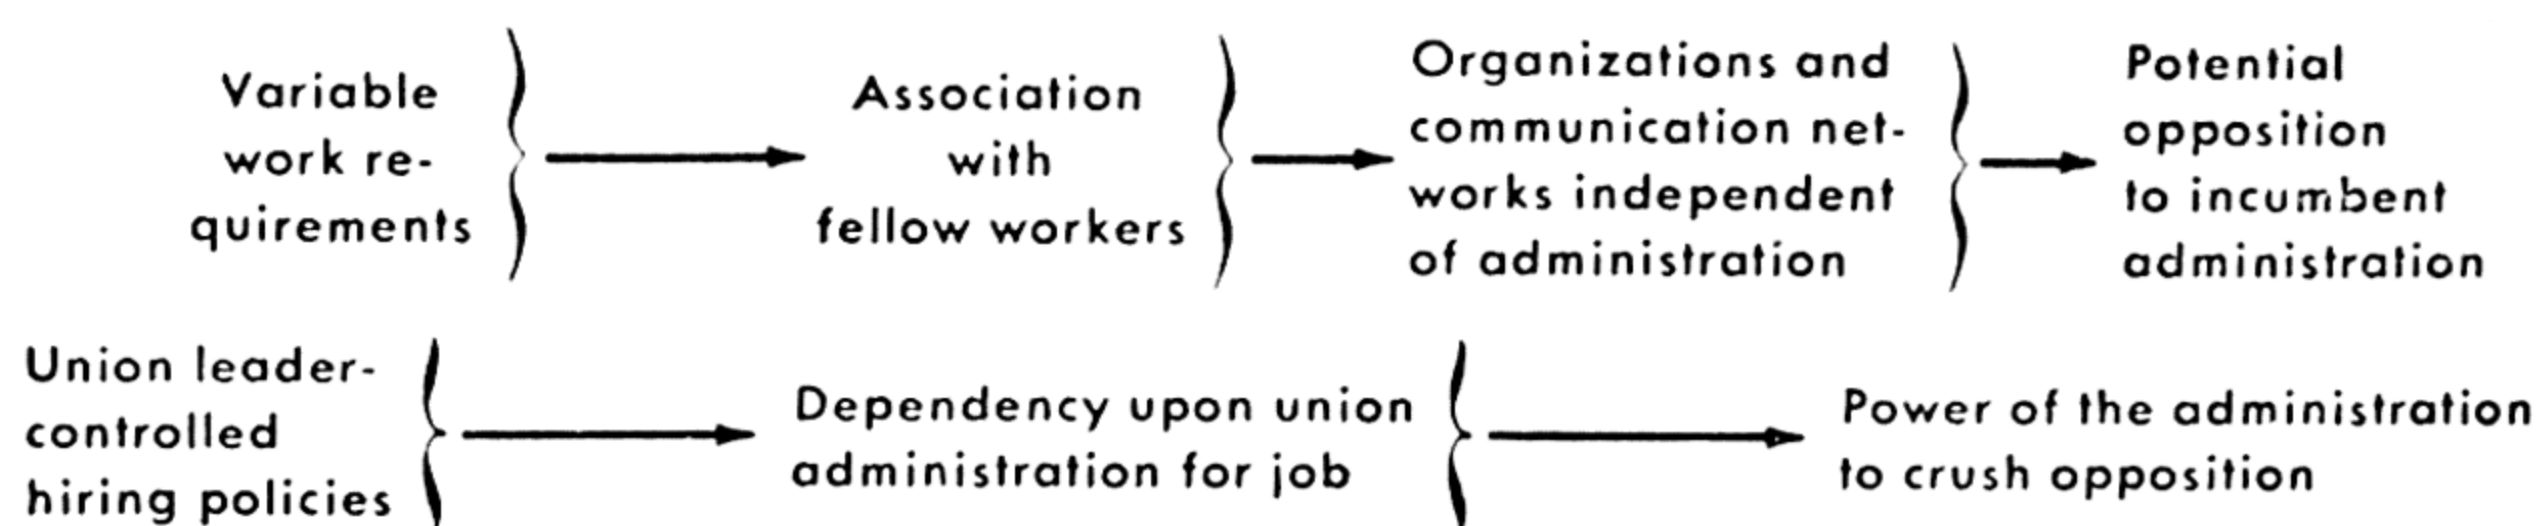 Variable
work re-
quirements
Association
with
fellow workers
Organizations and
communication net-
works independent
of administration
Potential
opposition
to incumbent
administration
Union leader-
controlled
hiring policies
Dependency upon union
administration for job
Power of the administration
to crush opposition